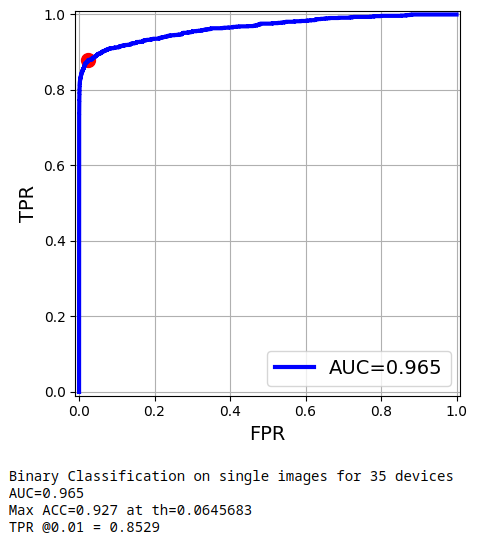 1.0
0.8
0.6
0.4
0.2
0.0
TPR
0.0 0.2 0.4 0.6 0.8 1.0
FPR
AUC=0.965
Binary Classification on single images for 35 devices
AUC=0.965
Max ACC=0.927 at th=0.0645683
TPR @0.01 = 0.8529